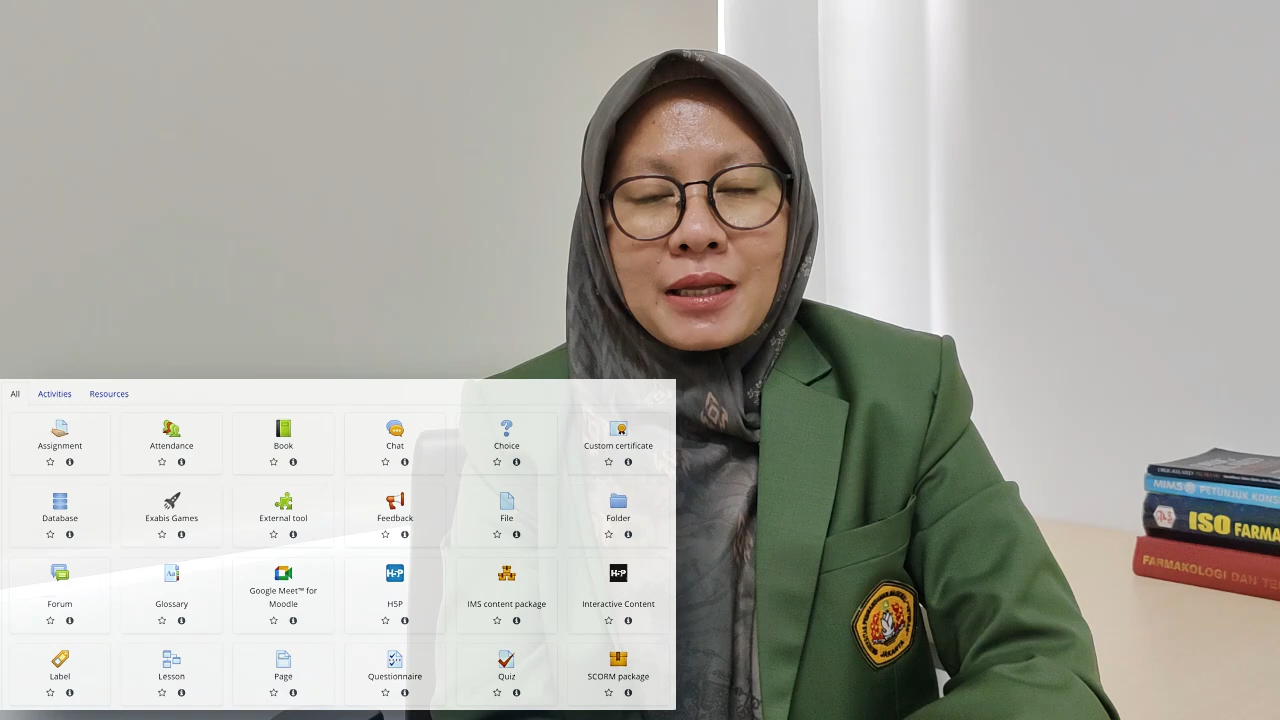 All Activities Resources
Assignment Attendance Book Chat Choice Custom certificate
Database Exabis Games External tool Feedback File Folder
Forum Glossary Google Meet™ for Moodle H5P IMS content package Interactive Content
Label Lesson Page Questionnaire Quiz SCORM package
MIMS PETUNJUK
ISO FARMA
FARMAKOLOGI DAN
JAKARTA